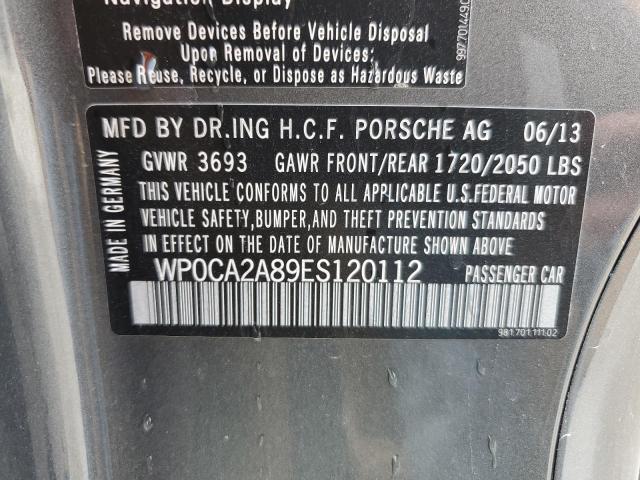 Navigation Display
Remove Devices Before Vehicle Disposal
Upon Removal of Devices:
Please Reuse, Recycle, or Dispose as Hazardous Waste
997701449
MFD BY DR.ING H.C.F. PORSCHE AG 06/13
GVWR 3693 GAWR FRONT/REAR 1720/2050 LBS
THIS VEHICLE CONFORMS TO ALL APPLICABLE U.S.FEDERAL MOTOR
VEHICLE SAFETY,BUMPER,AND THEFT PREVENTION STANDARDS
IN EFFECT ON THE DATE OF MANUFACTURE SHOWN ABOVE.
WP0CA2A89ES120112 PASSENGER CAR
MADE IN GERMANY
981.701.111.02